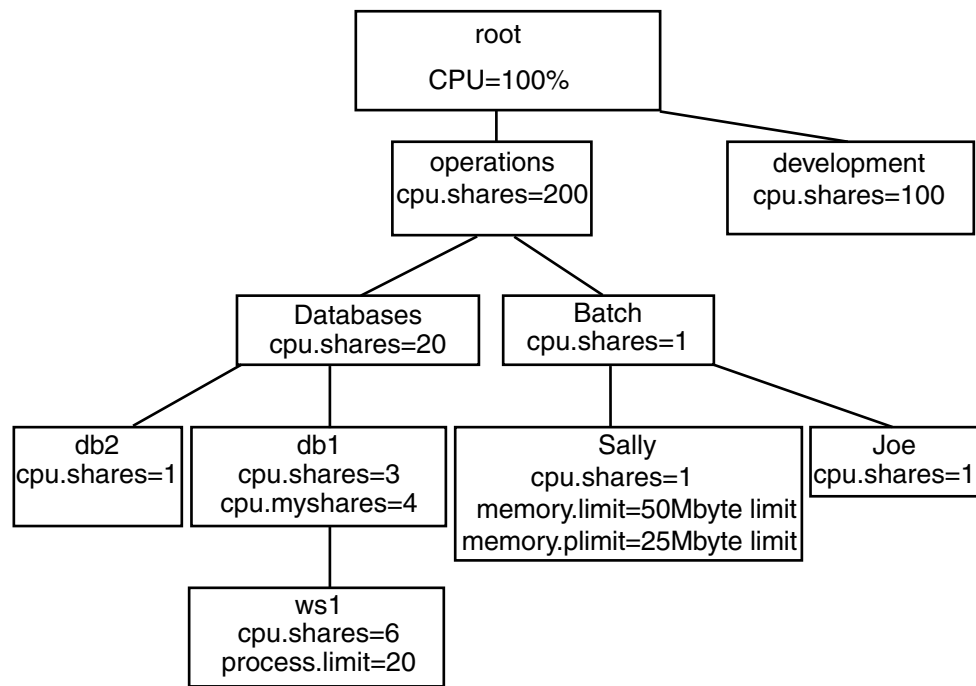 root
CPU=100%
operations
cpu.shares=200
development
cpu.shares=100
Databases
cpu.shares=20
Batch
cpu.shares=1
db2
cpu.shares=1
db1
cpu.shares=3
cpu.myshares=4
Sally
cpu.shares=1
memory.limit=50Mbyte limit
memory.plimit=25Mbyte limit
Joe
cpu.shares=1
ws1
cpu.shares=6
process.limit=20